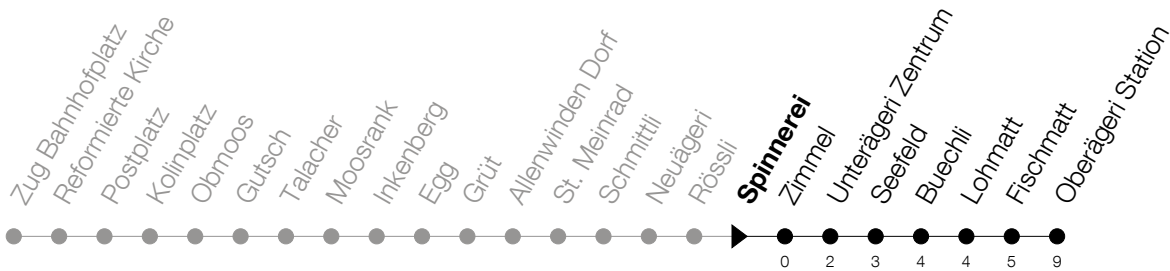 Zug Bahnhofplatz
Reformierte Kirche
Postplatz
Kolinplatz
Obmoos
Gutsch
Talacher
Moosrank
Inkenberg
Egg
Grüt
Allenwinden Dorf
St. Meinrad
Schmittli
Neuägeri
Rössli
Spinnerei
Zimmel
Unterägeri Zentrum
Seefeld
Buechli
Lohmatt
Fischmatt
Oberägeri Station
0 2 3 4 4 5 9